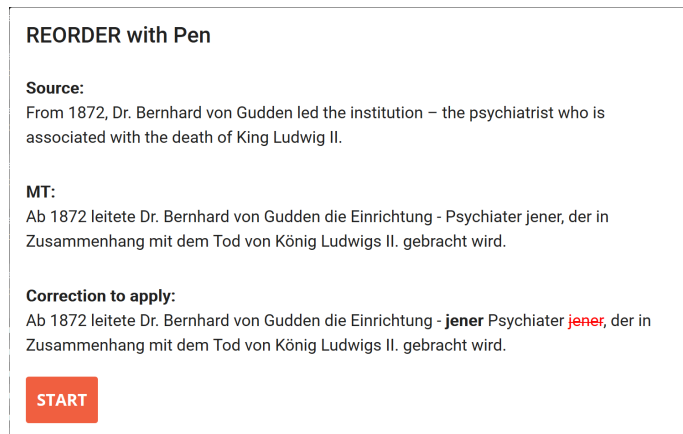 REORDER with Pen
Source:
From 1872, Dr. Bernhard von Gudden led the institution – the psychiatrist who is
associated with the death of King Ludwig II.
MT:
Ab 1872 leitete Dr. Bernhard von Gudden die Einrichtung - Psychiater jener, der in
Zusammenhang mit dem Tod von König Ludwigs II. gebracht wird.
Correction to apply:
Ab 1872 leitete Dr. Bernhard von Gudden die Einrichtung - jener Psychiater jener, der in
Zusammenhang mit dem Tod von König Ludwigs II. gebracht wird.
START